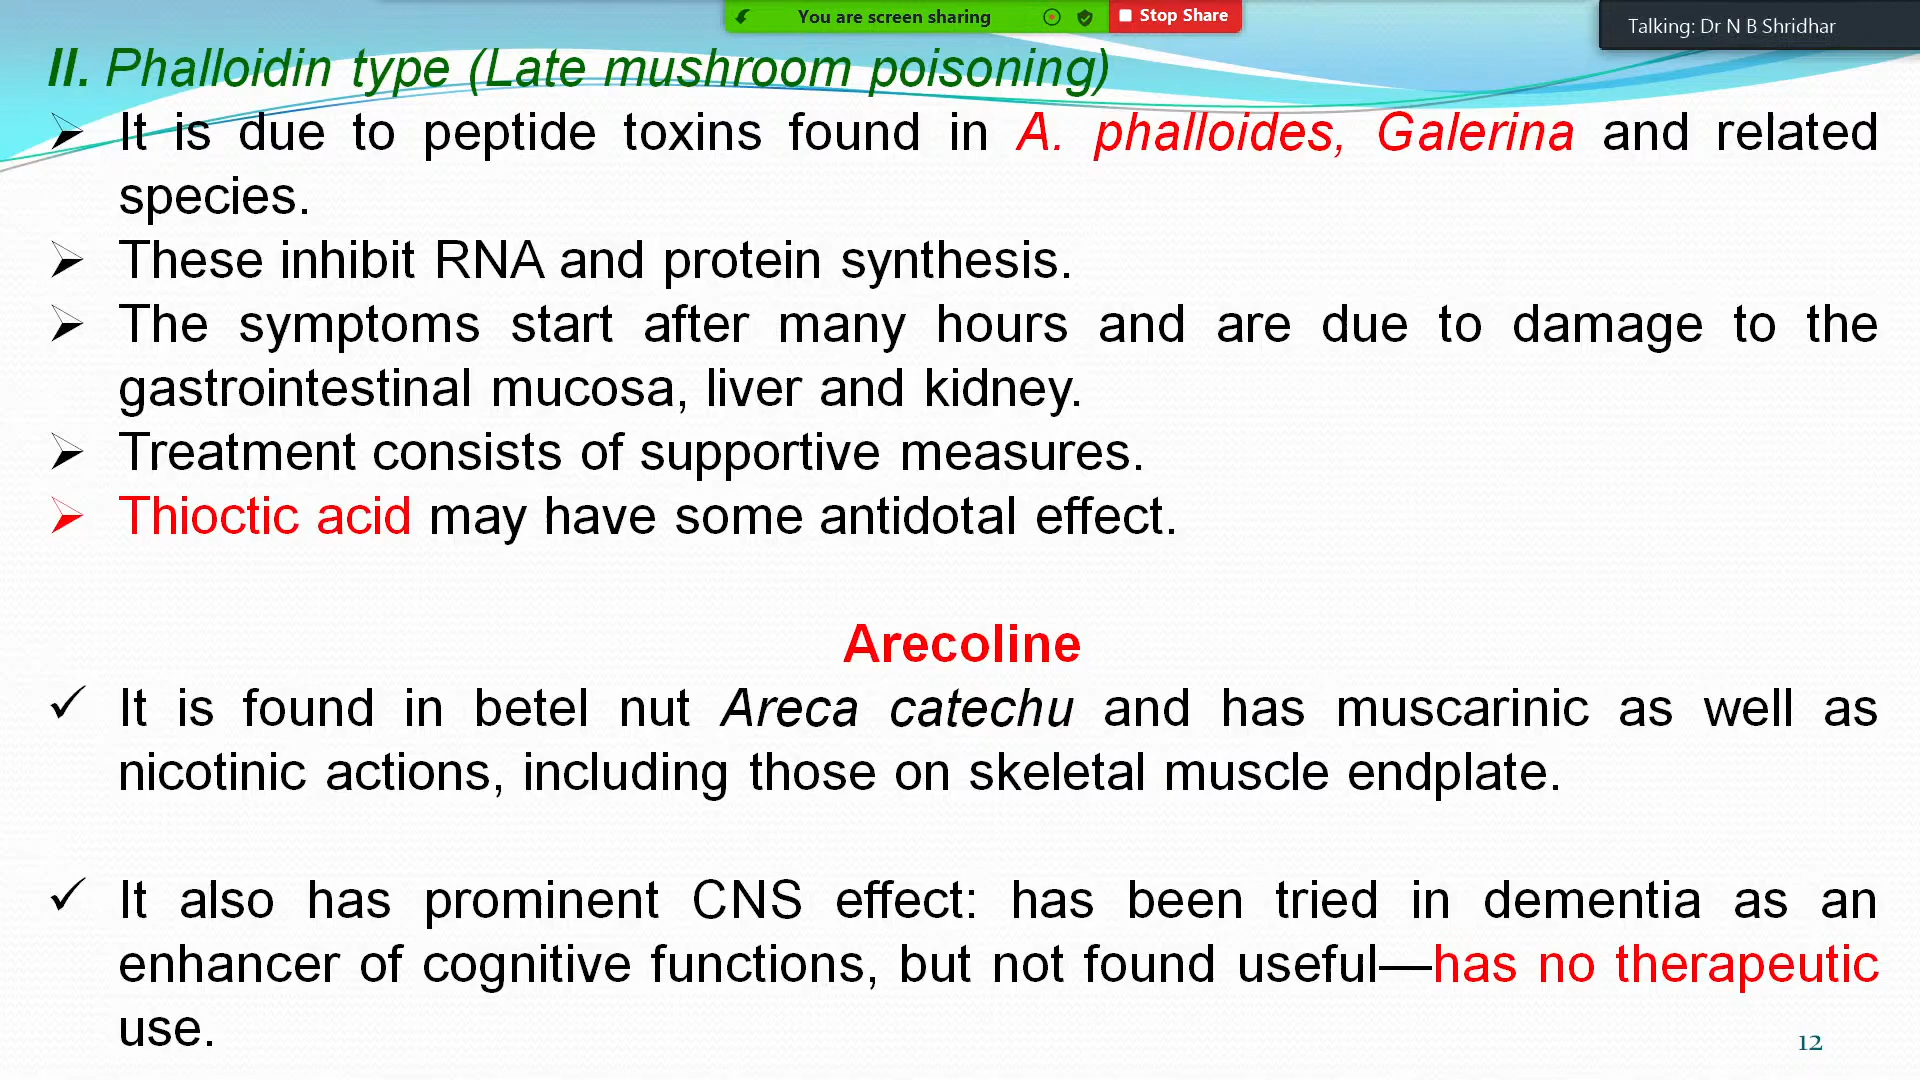 You are screen sharing
Stop Share
Talking: Dr N B Shridhar
II. Phalloidin type (Late mushroom poisoning)
It is due to peptide toxins found in A. phalloides, Galerina and related
species.
These inhibit RNA and protein synthesis.
The symptoms start after many hours and are due to damage to the
gastrointestinal mucosa, liver and kidney.
Treatment consists of supportive measures.
Thioctic acid may have some antidotal effect.
Arecoline
It is found in betel nut Areca catechu and has muscarinic as well as
nicotinic actions, including those on skeletal muscle endplate.
It also has prominent CNS effect: has been tried in dementia as an
enhancer of cognitive functions, but not found useful—has no therapeutic
use.
12